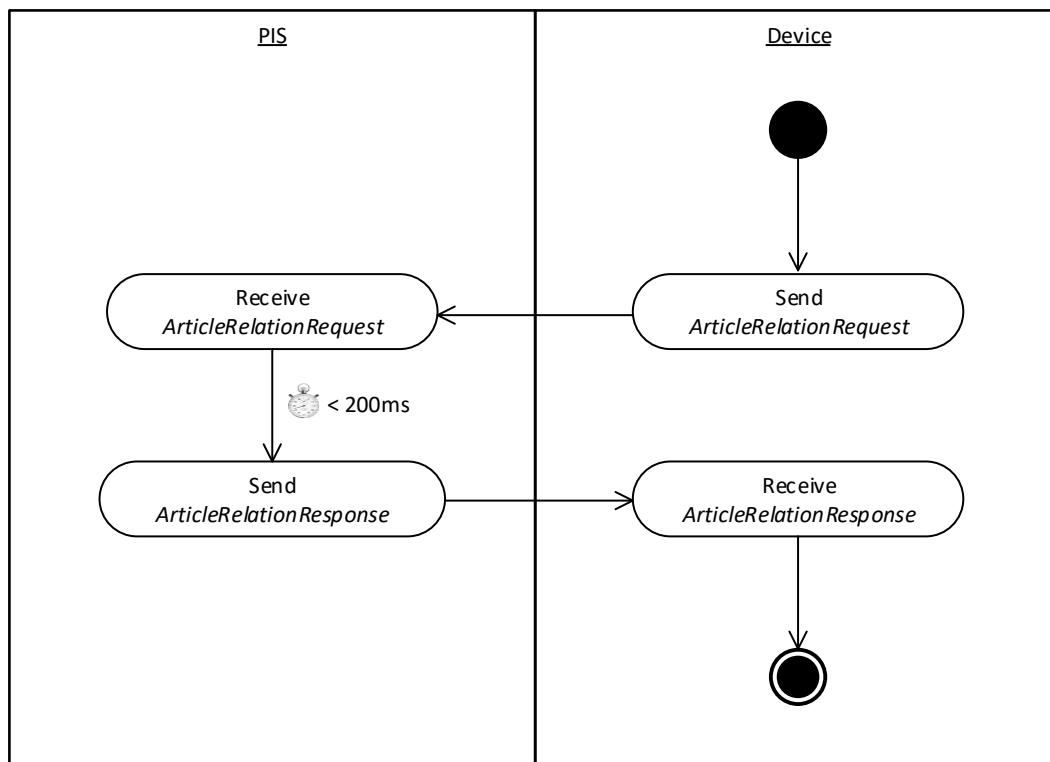 PIS
Device
Receive
ArticleRelationRequest
Send
ArticleRelationRequest
< 200ms
Send
ArticleRelationResponse
Receive
ArticleRelationResponse